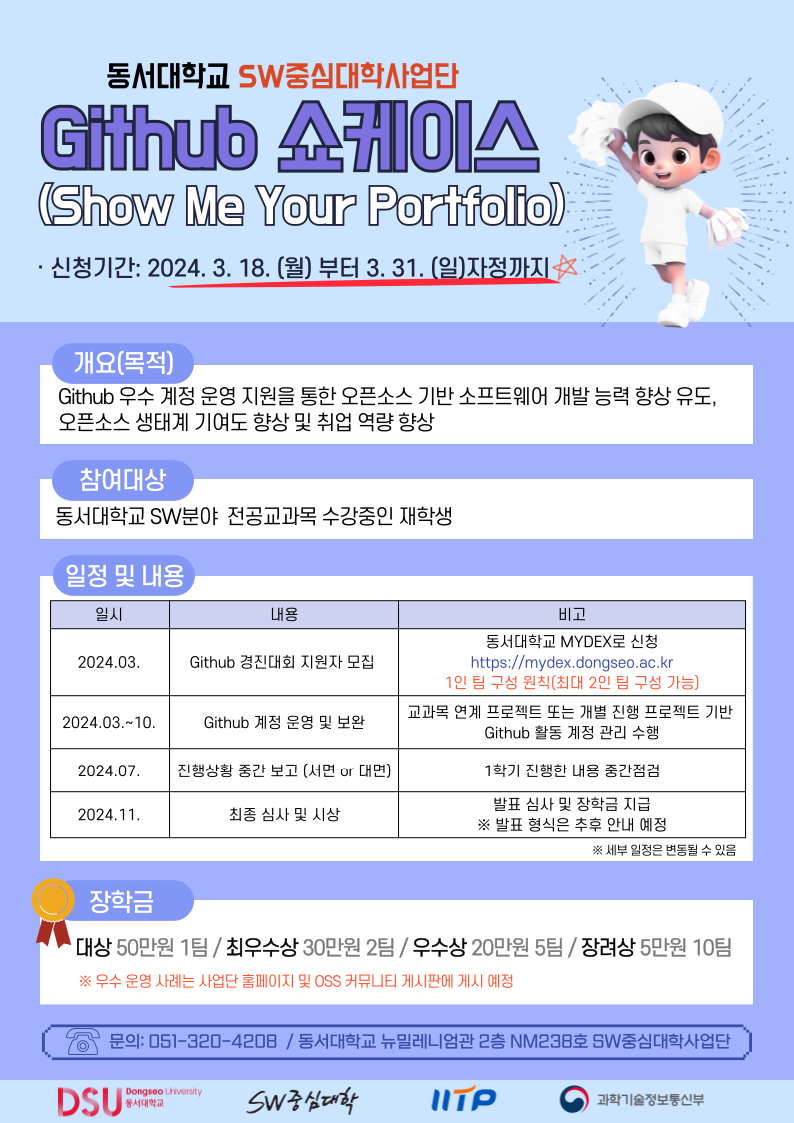 동서대학교 SW중심대학사업단
Github 쇼케이스
(Show Me Your Portfolio)
· 신청기간: 2024. 3. 18. (월) 부터 3. 31. (일)자정까지
개요(목적)
Github 우수 계정 운영 지원을 통한 오픈소스 기반 소프트웨어 개발 능력 향상 유도,
오픈소스 생태계 기여도 향상 및 취업 역량 향상
참여대상
동서대학교 SW분야 전공교과목 수강중인 재학생
일정 및 내용
일시 내용 비고
2024.03. Github 경진대회 지원자 모집 동서대학교 MYDEX로 신청
https://mydex.dongseo.ac.kr
1인 팀 구성 원칙(최대 2인 팀 구성 가능)
2024.03.~10. Github 계정 운영 및 보완 교과목 연계 프로젝트 또는 개별 진행 프로젝트 기반
Github 활동 계정 관리 수행
2024.07. 진행상황 중간 보고 (서면 or 대면) 1학기 진행한 내용 중간점검
2024.11. 최종 심사 및 시상 발표 심사 및 장학금 지급
※ 발표 형식은 추후 안내 예정
※ 세부 일정은 변동될 수 있음
장학금
대상 50만원 1팀 / 최우수상 30만원 2팀 / 우수상 20만원 5팀 / 장려상 5만원 10팀
※ 우수 운영 사례는 사업단 홈페이지 및 OSS 커뮤니티 게시판에 게시 예정
문의: 051-320-4208 / 동서대학교 뉴밀레니엄관 2층 NM238호 SW중심대학사업단
DSU Dongseo University
동서대학교
SW중심대학
IITP
과학기술정보통신부